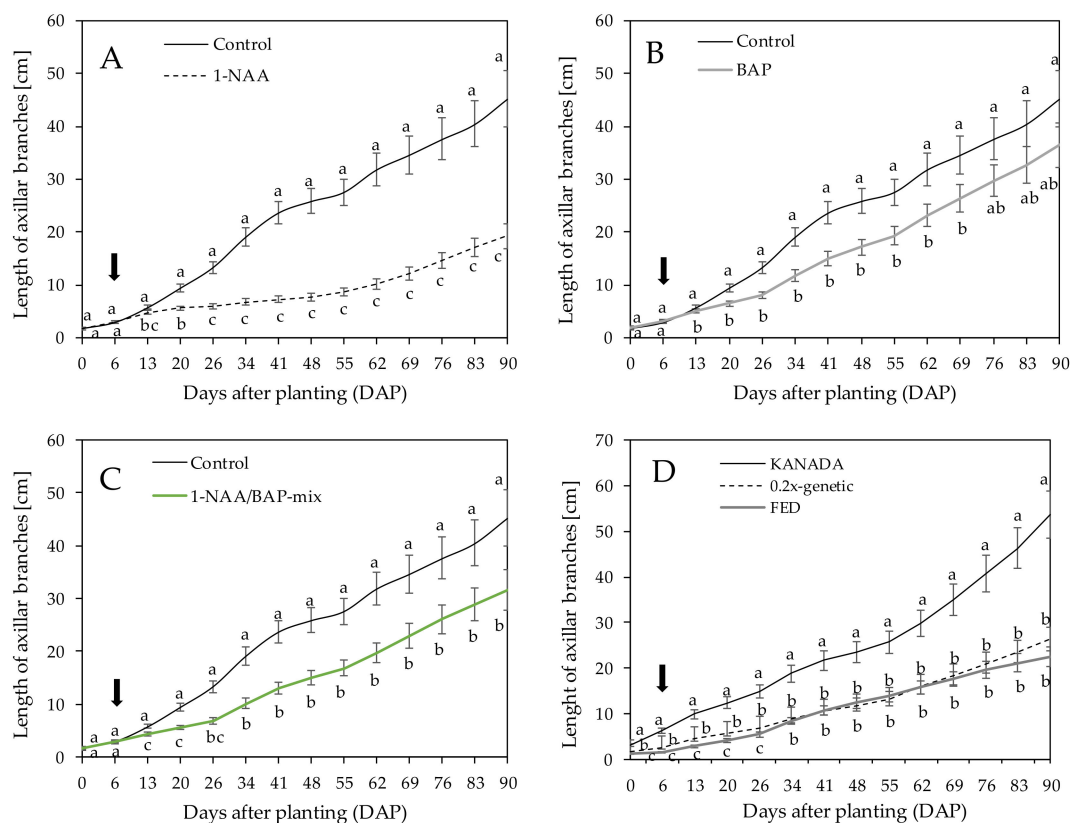 A
Control
1-NAA
Length of axillar branches [cm]
60
50
40
30
20
10
0
a a a a a a a a a a a a a a
a a bc b c c c c c c c c c c
0 6 13 20 26 34 41 48 55 62 69 76 83 90
Days after planting (DAP)
B
Control
BAP
Length of axillar branches [cm]
60
50
40
30
20
10
0
a a a a a a a a a a a a a a
a a b b b b b b b b b ab ab ab
0 6 13 20 26 34 41 48 55 62 69 76 83 90
Days after planting (DAP)
C
Control
1-NAA/BAP-mix
Length of axillar branches [cm]
60
50
40
30
20
10
0
a a a a a a a a a a a a a a
a a c c bc b b b b b b b b b
0 6 13 20 26 34 41 48 55 62 69 76 83 90
Days after planting (DAP)
D
KANADA
0.2x-genetic
FED
Lenght of axillar branches [cm]
70
60
50
40
30
20
10
0
a a a a a a a a a a a a a a
b b b b b b b b b b b b b b
c c c c c b b b b b b b b b
0 6 13 20 26 34 41 48 55 62 69 76 83 90
Days after planting (DAP)